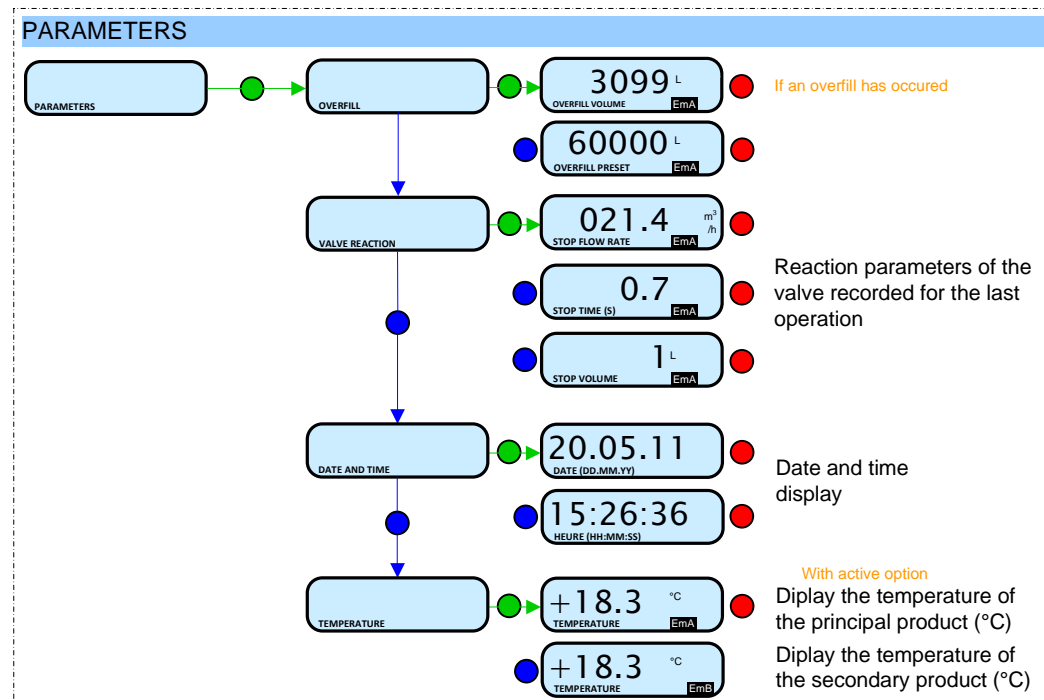 PARAMETERS
PARAMETERS
OVERFILL
3099 L
OVERFILL VOLUME EmA
If an overfill has occured
60000 L
OVERFILL PRESET EmA
VALVE REACTION
021.4 m³/h
STOP FLOW RATE EmA
0.7
STOP TIME (S) EmA
1 L
STOP VOLUME EmA
Reaction parameters of the
valve recorded for the last
operation
DATE AND TIME
20.05.11
DATE (DD.MM.YY)
15:26:36
HEURE (HH:MM:SS)
Date and time
display
TEMPERATURE
+18.3 °C
TEMPERATURE EmA
With active option
Diplay the temperature of
the principal product (°C)
+18.3 °C
TEMPERATURE EmB
Diplay the temperature of
the secondary product (°C)